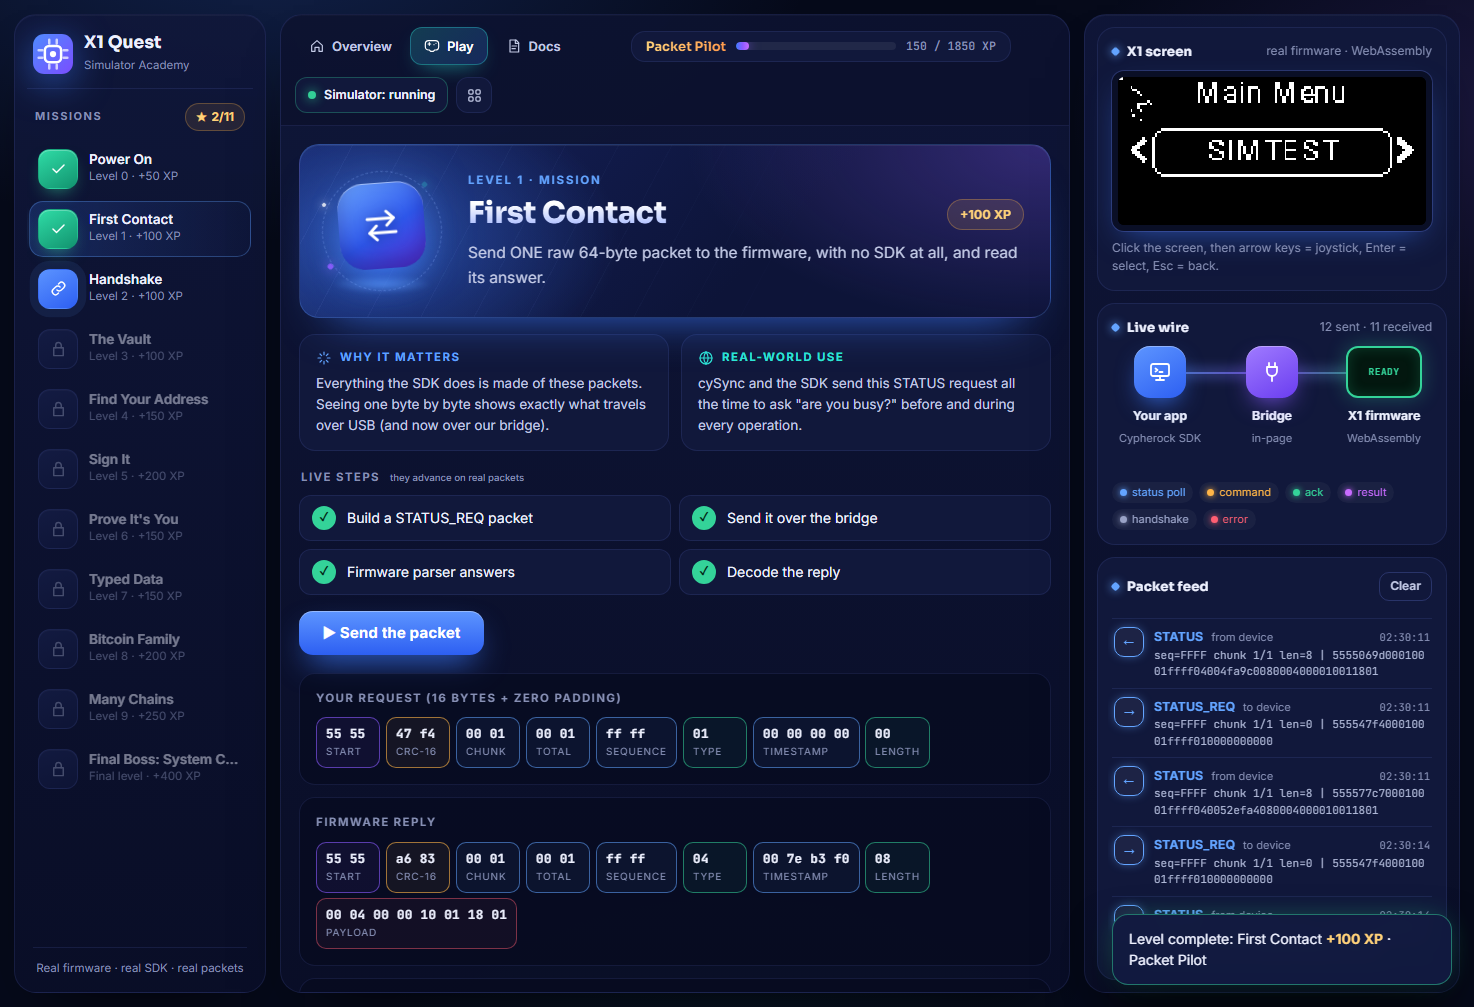 X1 Quest
Simulator Academy
MISSIONS
★ 2/11
Power On
Level 0 · +50 XP
First Contact
Level 1 · +100 XP
Handshake
Level 2 · +100 XP
The Vault
Level 3 · +100 XP
Find Your Address
Level 4 · +150 XP
Sign It
Level 5 · +200 XP
Prove It's You
Level 6 · +150 XP
Typed Data
Level 7 · +150 XP
Bitcoin Family
Level 8 · +200 XP
Many Chains
Level 9 · +250 XP
Final Boss: System C...
Final level · +400 XP
Real firmware · real SDK · real packets
Overview
Play
Docs
Packet Pilot
150 / 1850 XP
Simulator: running
LEVEL 1 · MISSION
First Contact
+100 XP
Send ONE raw 64-byte packet to the firmware, with no SDK at all, and read
its answer.
WHY IT MATTERS
Everything the SDK does is made of these packets.
Seeing one byte by byte shows exactly what travels
over USB (and now over our bridge).
REAL-WORLD USE
cySync and the SDK send this STATUS request all
the time to ask "are you busy?" before and during
every operation.
LIVE STEPS they advance on real packets
Build a STATUS_REQ packet
Send it over the bridge
Firmware parser answers
Decode the reply
▶ Send the packet
YOUR REQUEST (16 BYTES + ZERO PADDING)
55 55
START
47 f4
CRC-16
00 01
CHUNK
00 01
TOTAL
ff ff
SEQUENCE
01
TYPE
00 00 00 00
TIMESTAMP
00
LENGTH
FIRMWARE REPLY
55 55
START
a6 83
CRC-16
00 01
CHUNK
00 01
TOTAL
ff ff
SEQUENCE
04
TYPE
00 7e b3 f0
TIMESTAMP
08
LENGTH
00 04 00 00 10 01 18 01
PAYLOAD
X1 screen
real firmware · WebAssembly
Main Menu
SIMTEST
Click the screen, then arrow keys = joystick, Enter =
select, Esc = back.
Live wire
12 sent · 11 received
READY
Your app
Cypherock SDK
Bridge
in-page
X1 firmware
WebAssembly
status poll
command
ack
result
handshake
error
Packet feed
Clear
← STATUS from device 02:30:11
seq=FFFF chunk 1/1 len=8 | 5555069d000100
01ffff04004fa9c0080004000010011801
→ STATUS_REQ to device 02:30:11
seq=FFFF chunk 1/1 len=0 | 555547f4000100
01ffff010000000000
← STATUS from device 02:30:11
seq=FFFF chunk 1/1 len=8 | 555577c7000100
01ffff040052efa4080004000010011801
→ STATUS_REQ to device 02:30:14
seq=FFFF chunk 1/1 len=0 | 555547f4000100
01ffff010000000000
STATUS from device
Level complete: First Contact +100 XP ·
Packet Pilot